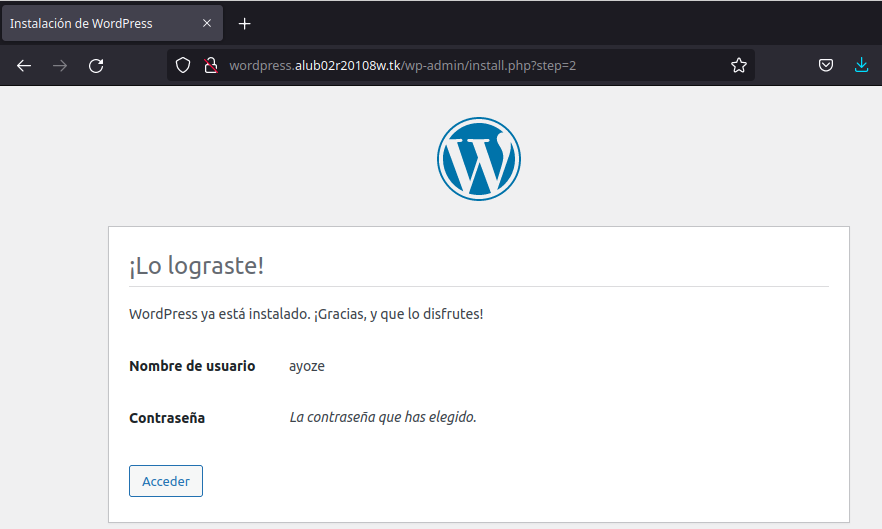 Instalación de WordPress
wordpress.alub02r20108w.tk/wp-admin/install.php?step=2
¡Lo lograste!
WordPress ya está instalado. ¡Gracias, y que lo disfrutes!
Nombre de usuario ayoze
Contraseña La contraseña que has elegido.
Acceder